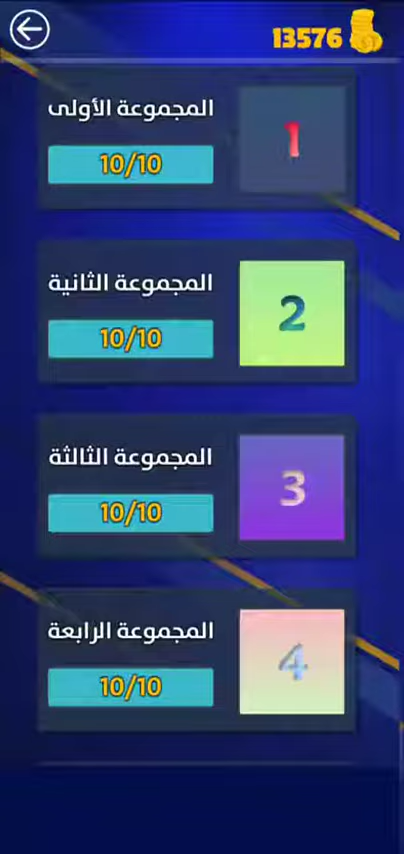 13576
المجموعة الأولى
10/10
1
المجموعة الثانية
10/10
2
المجموعة الثالثة
10/10
3
المجموعة الرابعة
10/10
4